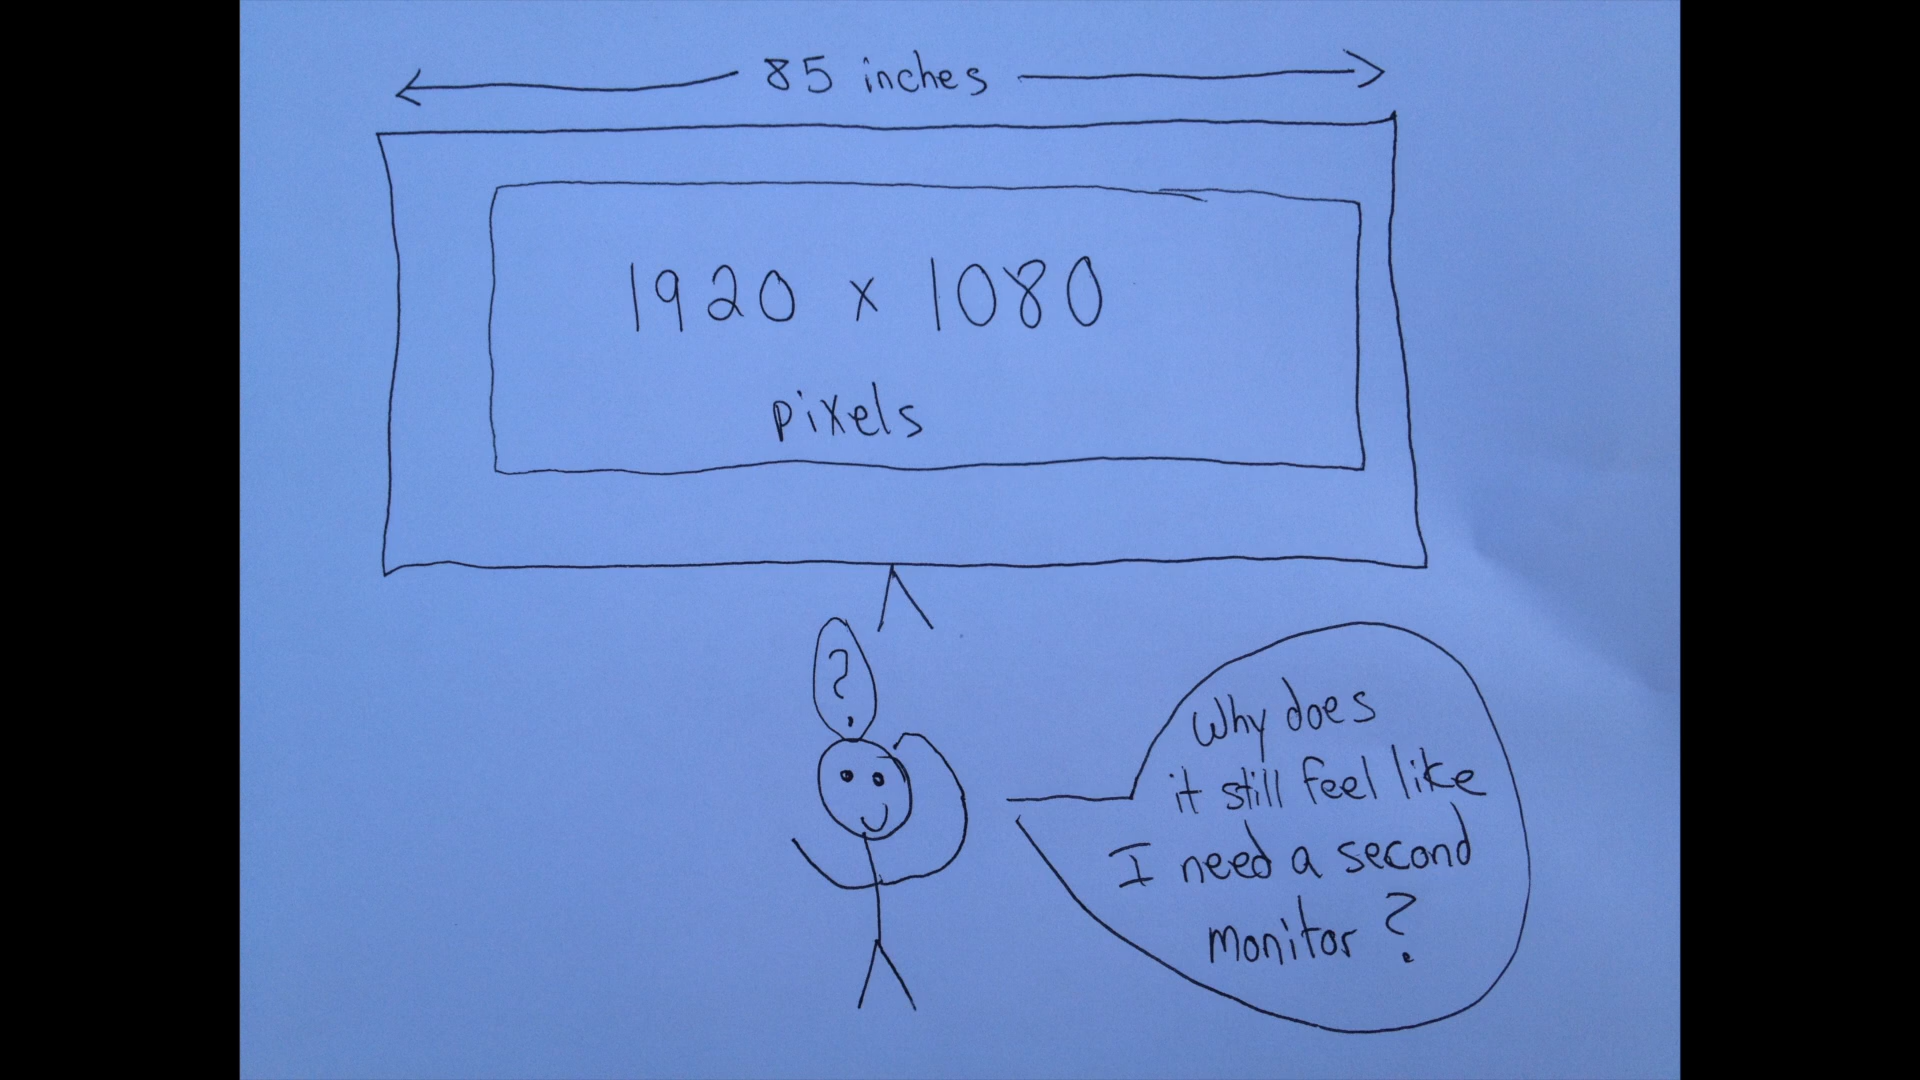 85 inches
1920 x 1080
pixels
?
Why does
it still feel like
I need a second
monitor?